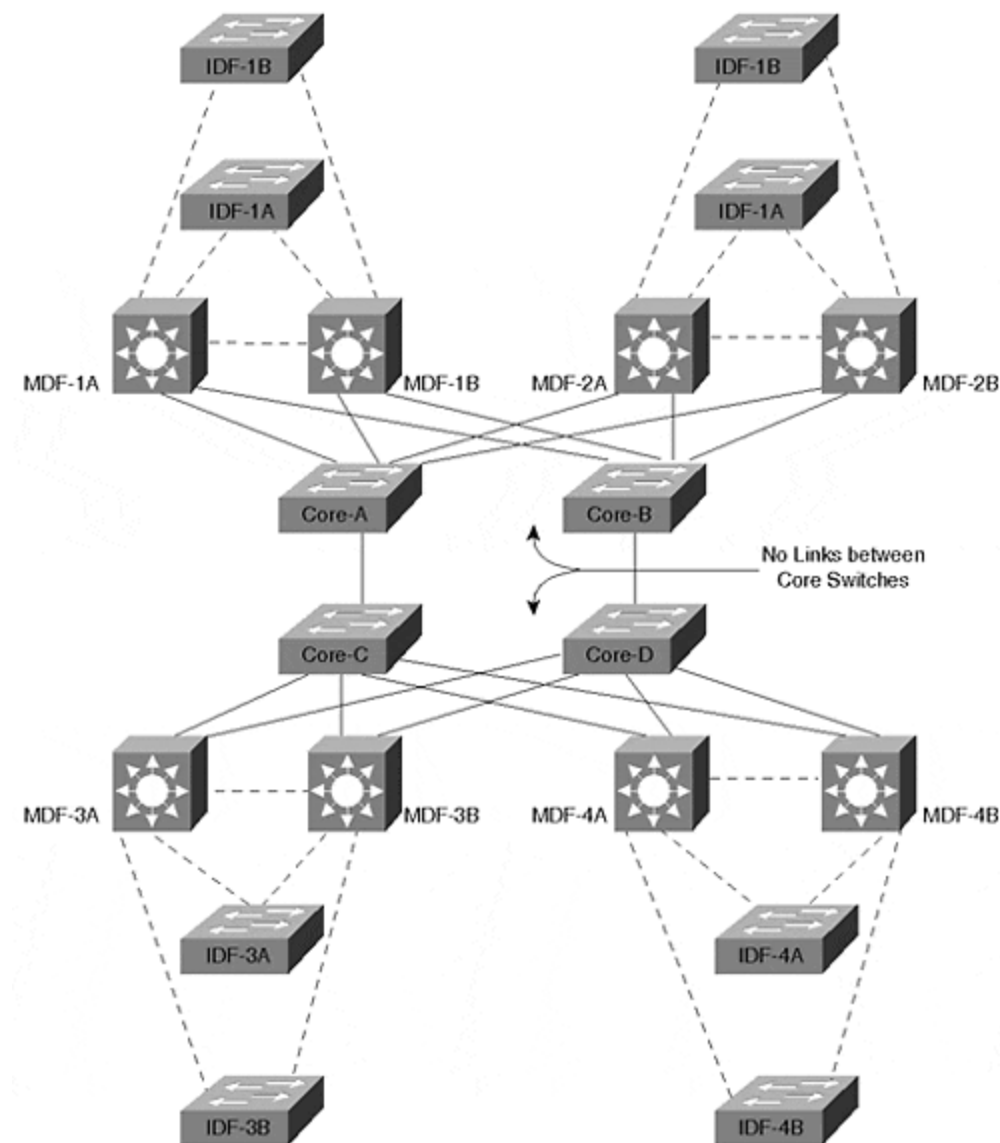 IDF-1B
IDF-1B
IDF-1A
IDF-1A
MDF-1A
MDF-1B
MDF-2A
MDF-2B
Core-A
Core-B
No Links between
Core Switches
Core-C
Core-D
MDF-3A
MDF-3B
MDF-4A
MDF-4B
IDF-3A
IDF-4A
IDF-3B
IDF-4B